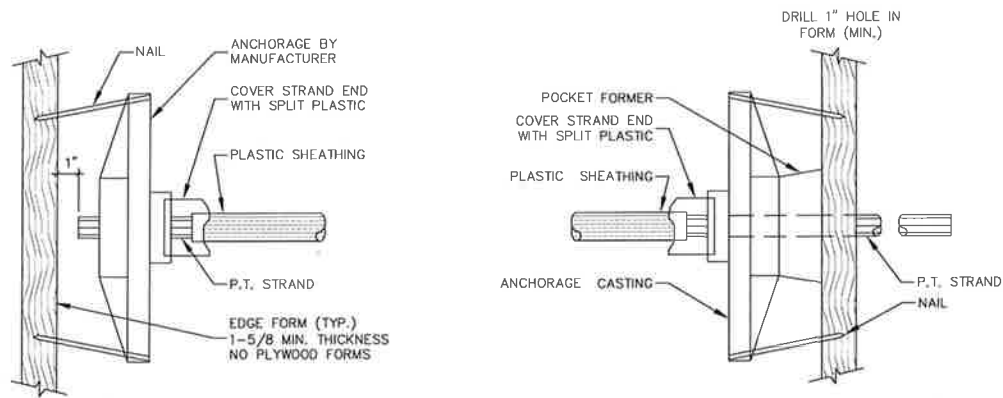 NAIL
ANCHORAGE BY
MANUFACTURER
COVER STRAND END
WITH SPLIT PLASTIC
PLASTIC SHEATHING
1"
P.T. STRAND
EDGE FORM (TYP.)
1-5/8 MIN. THICKNESS
NO PLYWOOD FORMS
DRILL 1" HOLE IN
FORM (MIN.)
POCKET FORMER
COVER STRAND END
WITH SPLIT PLASTIC
PLASTIC SHEATHING
ANCHORAGE CASTING
P.T. STRAND
NAIL